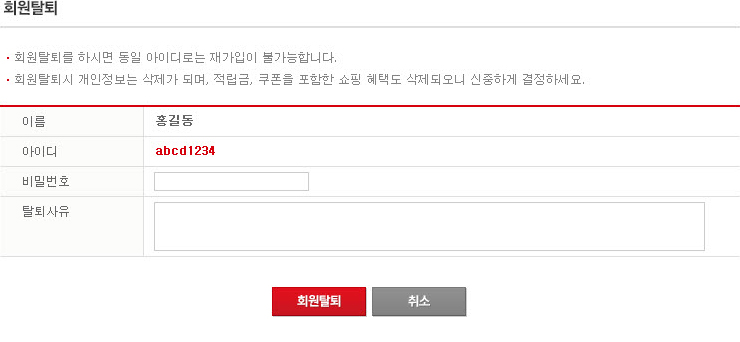 회원탈퇴
· 회원탈퇴를 하시면 동일 아이디로는 재가입이 불가능합니다.
· 회원탈퇴시 개인정보는 삭제가 되며, 적립금, 쿠폰을 포함한 쇼핑 혜택도 삭제되오니 신중하게 결정하세요.
이름 홍길동
아이디 abcd1234
비밀번호
탈퇴사유
회원탈퇴 취소